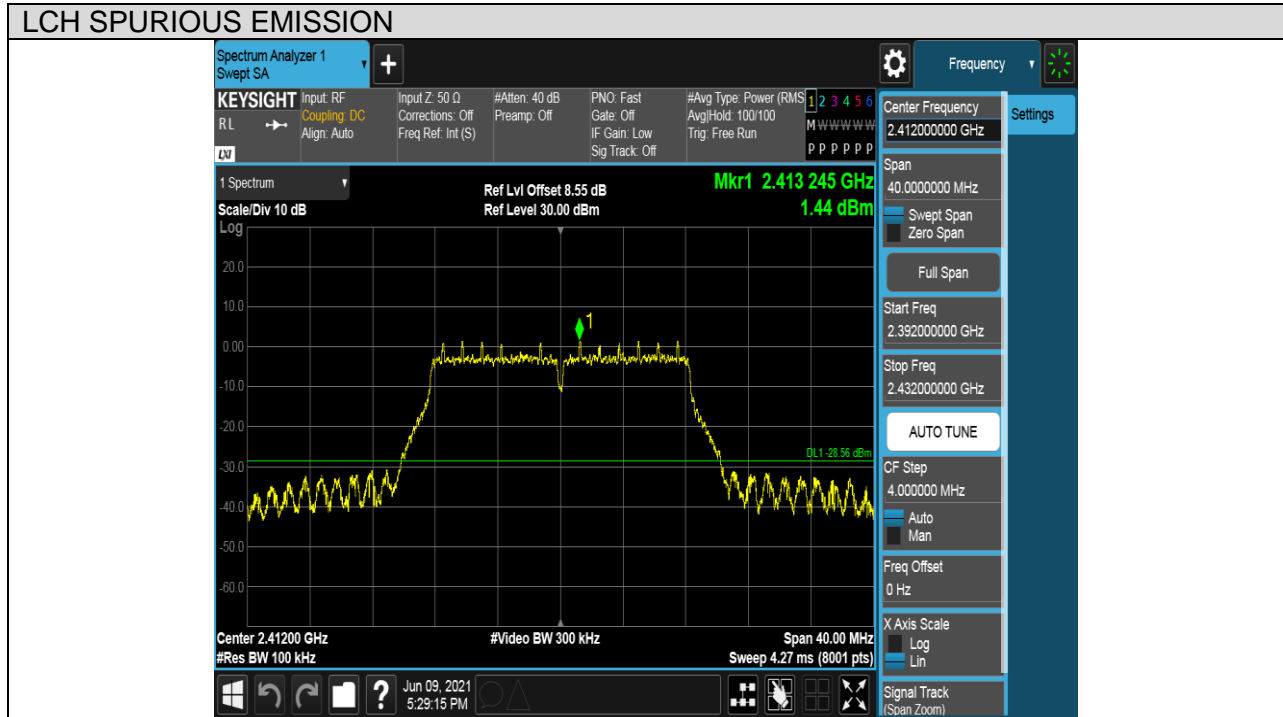 LCH SPURIOUS EMISSION
Spectrum Analyzer 1
Swept SA
+
Frequency
KEYSIGHT
RL
LXI
Input: RF
Coupling: DC
Align: Auto
Input Z: 50 Ω
Corrections: Off
Freq Ref: Int (S)
#Atten: 40 dB
Preamp: Off
PNO: Fast
Gate: Off
IF Gain: Low
Sig Track: Off
#Avg Type: Power (RMS
Avg|Hold: 100/100
Trig: Free Run
1 2 3 4 5 6
M W W W W W
P P P P P P
1 Spectrum
Scale/Div 10 dB
Log
Ref Lvl Offset 8.55 dB
Ref Level 30.00 dBm
Mkr1 2.413 245 GHz
1.44 dBm
20.0
10.0
0.00
-10.0
-20.0
-30.0
-40.0
-50.0
-60.0
1
DL1 -28.56 dBm
Center 2.41200 GHz
#Res BW 100 kHz
#Video BW 300 kHz
Span 40.00 MHz
Sweep 4.27 ms (8001 pts)
?
Jun 09, 2021
5:29:15 PM
Center Frequency
2.412000000 GHz
Settings
Span
40.0000000 MHz
Swept Span
Zero Span
Full Span
Start Freq
2.392000000 GHz
Stop Freq
2.432000000 GHz
AUTO TUNE
CF Step
4.000000 MHz
Auto
Man
Freq Offset
0 Hz
X Axis Scale
Log
Lin
Signal Track
(Span Zoom)